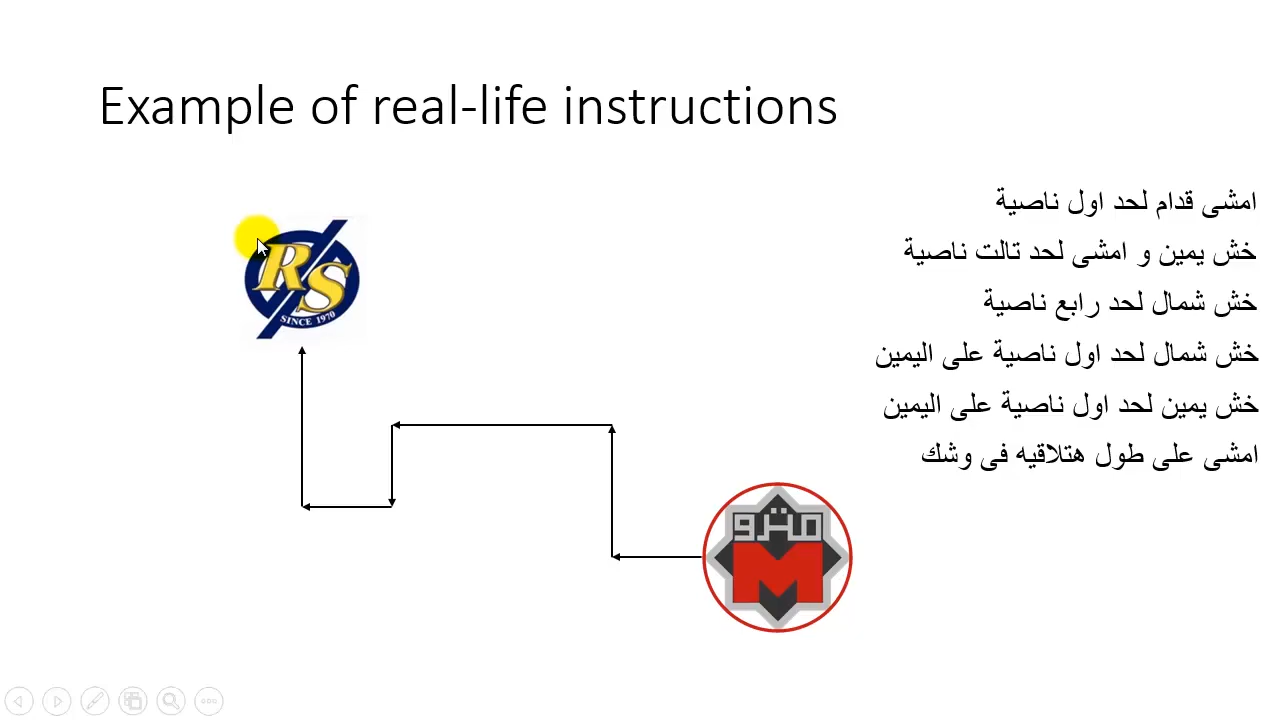 Example of real-life instructions
امشى قدام لحد اول ناصية
خش يمين و امشى لحد تالت ناصية
خش شمال لحد رابع ناصية
خش شمال لحد اول ناصية على اليمين
خش يمين لحد اول ناصية على اليمين
امشى على طول هتلاقيه فى وشك
RS
SINCE 1970
مترو
M